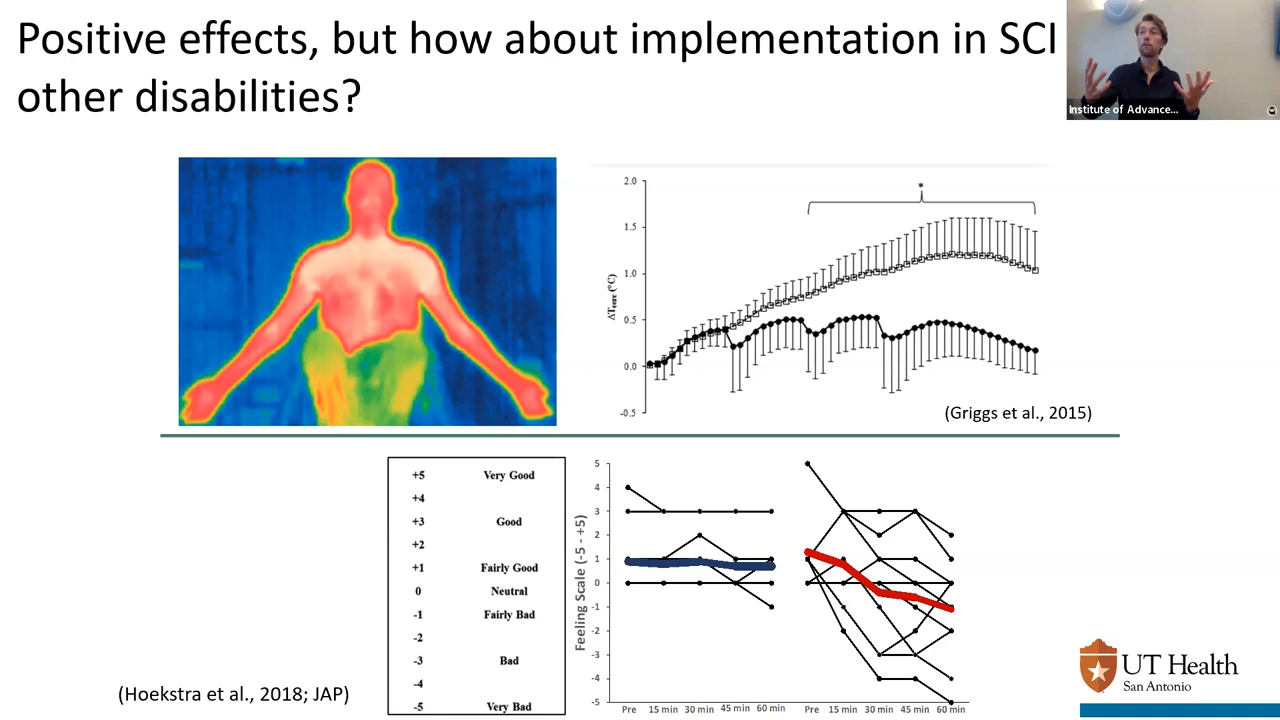 Positive effects, but how about implementation in SCI
other disabilities?
Institute of Advance...
2.0
1.5
1.0
0.5
0.0
-0.5
ΔTcore (°C)
*
(Griggs et al., 2015)
+5 Very Good
+4
+3 Good
+2
+1 Fairly Good
0 Neutral
-1 Fairly Bad
-2
-3 Bad
-4
-5 Very Bad
Feeling Scale (-5 - +5)
5
4
3
2
1
0
-1
-2
-3
-4
-5
Pre 15 min 30 min 45 min 60 min
Pre 15 min 30 min 45 min 60 min
(Hoekstra et al., 2018; JAP)
UT Health
San Antonio